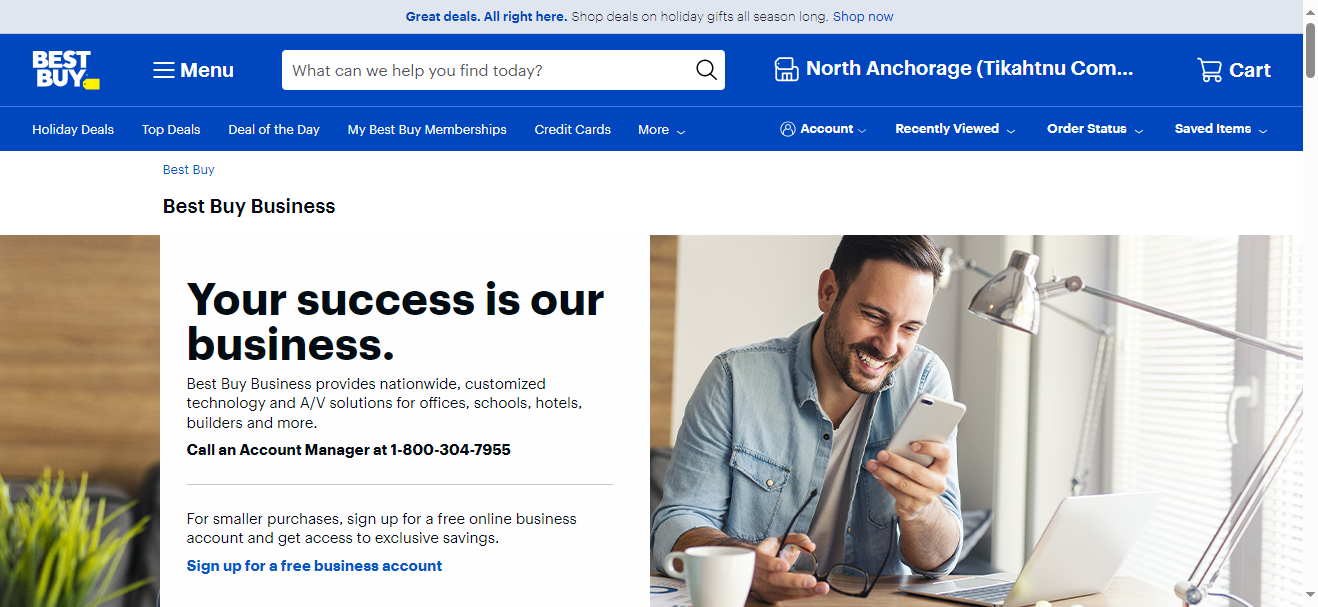 Great deals. All right here. Shop deals on holiday gifts all season long. Shop now
BEST BUY
Menu
What can we help you find today?
North Anchorage (Tikahtnu Com...
Cart
Holiday Deals
Top Deals
Deal of the Day
My Best Buy Memberships
Credit Cards
More
Account
Recently Viewed
Order Status
Saved Items
Best Buy
Best Buy Business
Your success is our
business.
Best Buy Business provides nationwide, customized
technology and A/V solutions for offices, schools, hotels,
builders and more.
Call an Account Manager at 1-800-304-7955
For smaller purchases, sign up for a free online business
account and get access to exclusive savings.
Sign up for a free business account